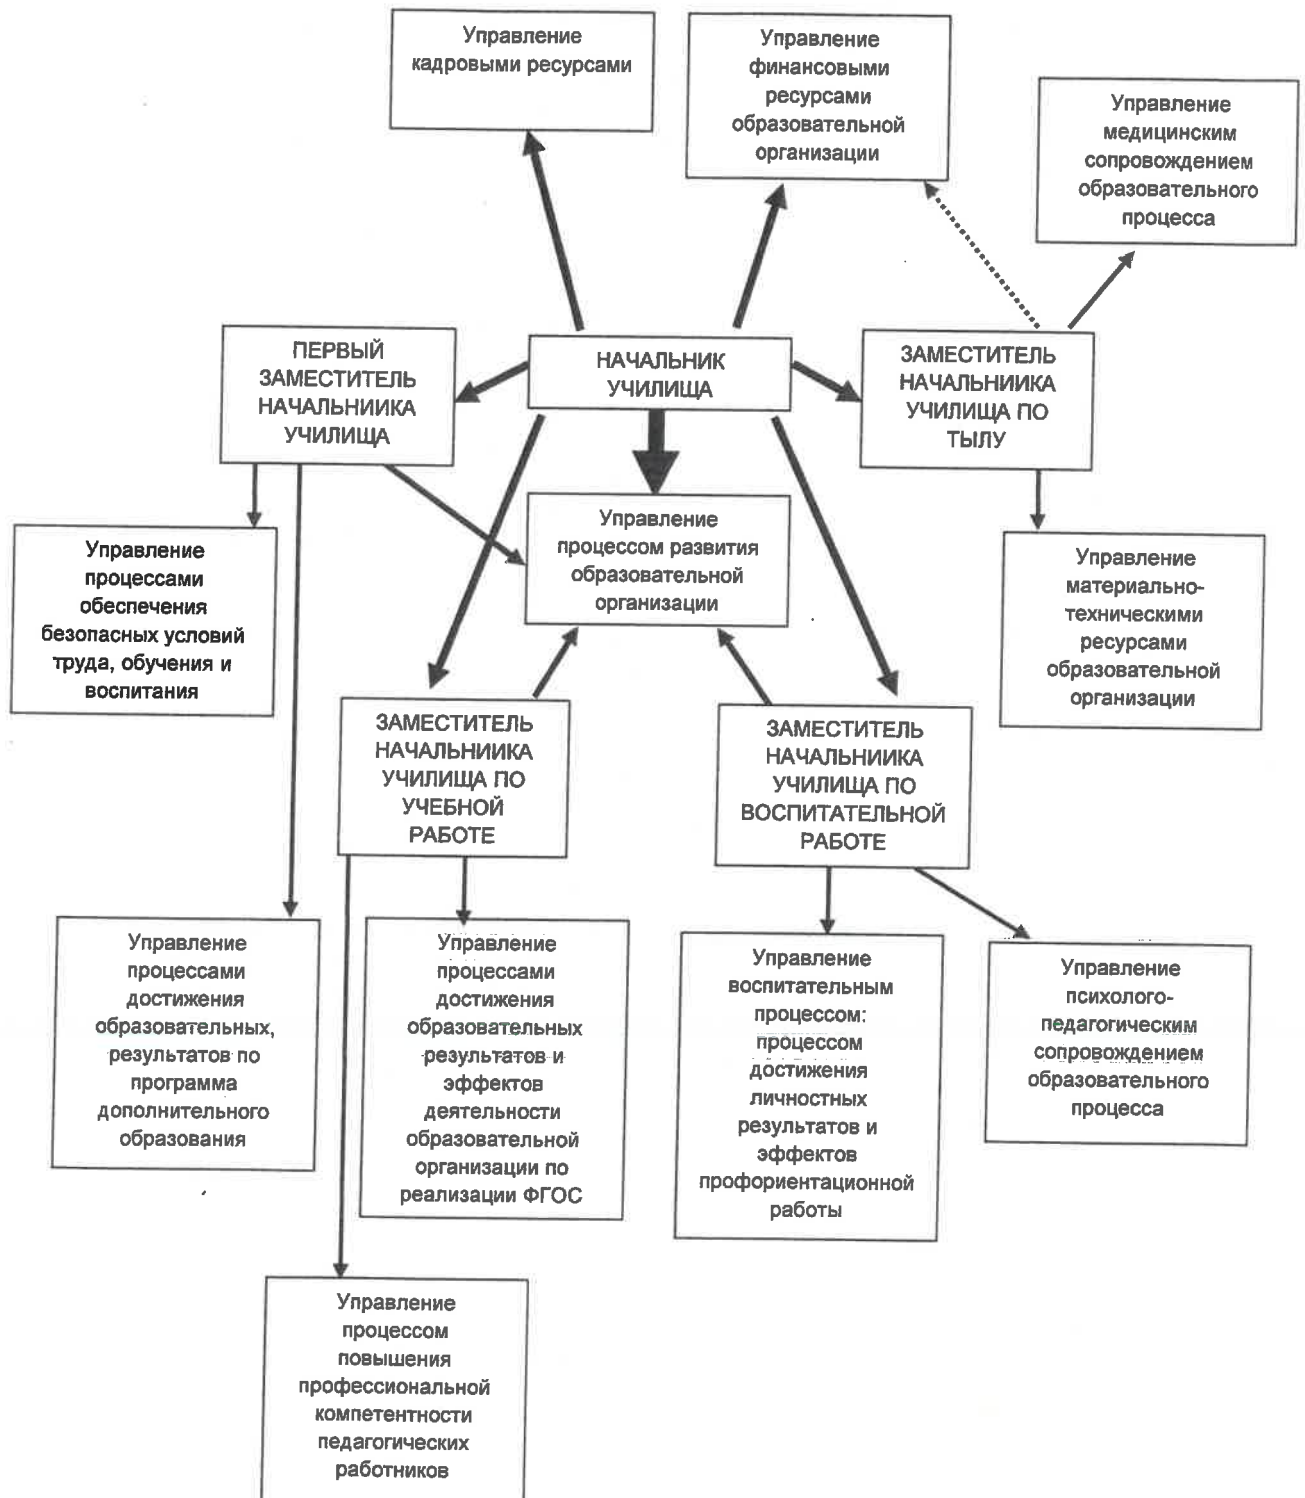 Управление
кадровыми ресурсами
Управление
финансовыми
ресурсами
образовательной
организации
Управление
медицинским
сопровождением
образовательного
процесса
ПЕРВЫЙ
ЗАМЕСТИТЕЛЬ
НАЧАЛЬНИИКА
УЧИЛИЩА
НАЧАЛЬНИК
УЧИЛИЩА
ЗАМЕСТИТЕЛЬ
НАЧАЛЬНИИКА
УЧИЛИЩА ПО
ТЫЛУ
Управление
процессами
обеспечения
безопасных условий
труда, обучения и
воспитания
Управление
процессом развития
образовательной
организации
Управление
материально-
техническими
ресурсами
образовательной
организации
ЗАМЕСТИТЕЛЬ
НАЧАЛЬНИИКА
УЧИЛИЩА ПО
УЧЕБНОЙ
РАБОТЕ
ЗАМЕСТИТЕЛЬ
НАЧАЛЬНИИКА
УЧИЛИЩА ПО
ВОСПИТАТЕЛЬНОЙ
РАБОТЕ
Управление
процессами
достижения
образовательных,
результатов по
программа
дополнительного
образования
Управление
процессами
достижения
образовательных
результатов и
эффектов
деятельности
образовательной
организации по
реализации ФГОС
Управление
воспитательным
процессом:
процессом
достижения
личностных
результатов и
эффектов
профориентационной
работы
Управление
психолого-
педагогическим
сопровождением
образовательного
процесса
Управление
процессом
повышения
профессиональной
компетентности
педагогических
работников